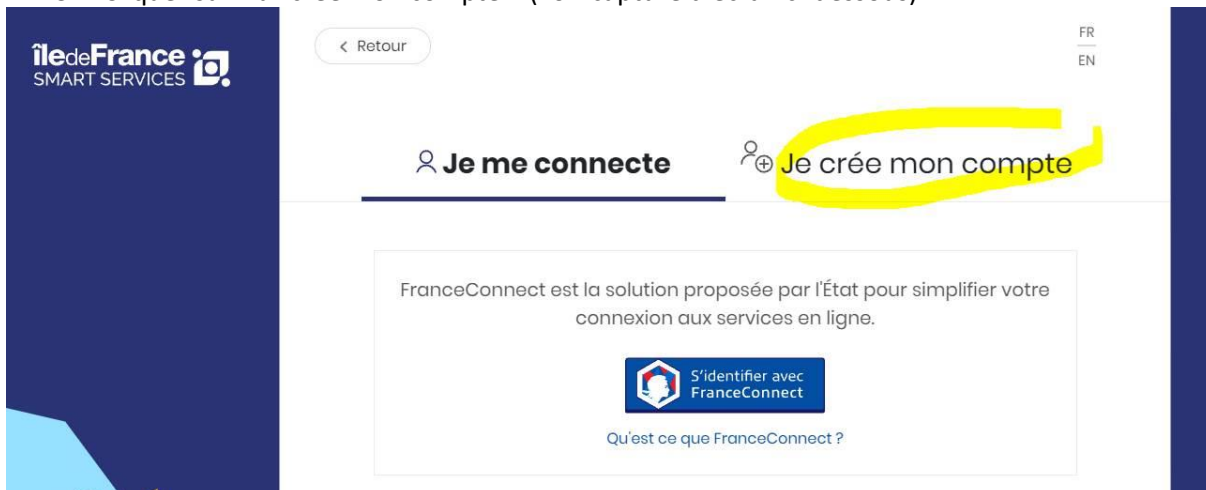 îledeFrance
SMART SERVICES
Retour
FR
EN
Je me connecte
Je crée mon compte
FranceConnect est la solution proposée par l'État pour simplifier votre
connexion aux services en ligne.
S'identifier avec
FranceConnect
Qu'est ce que FranceConnect ?